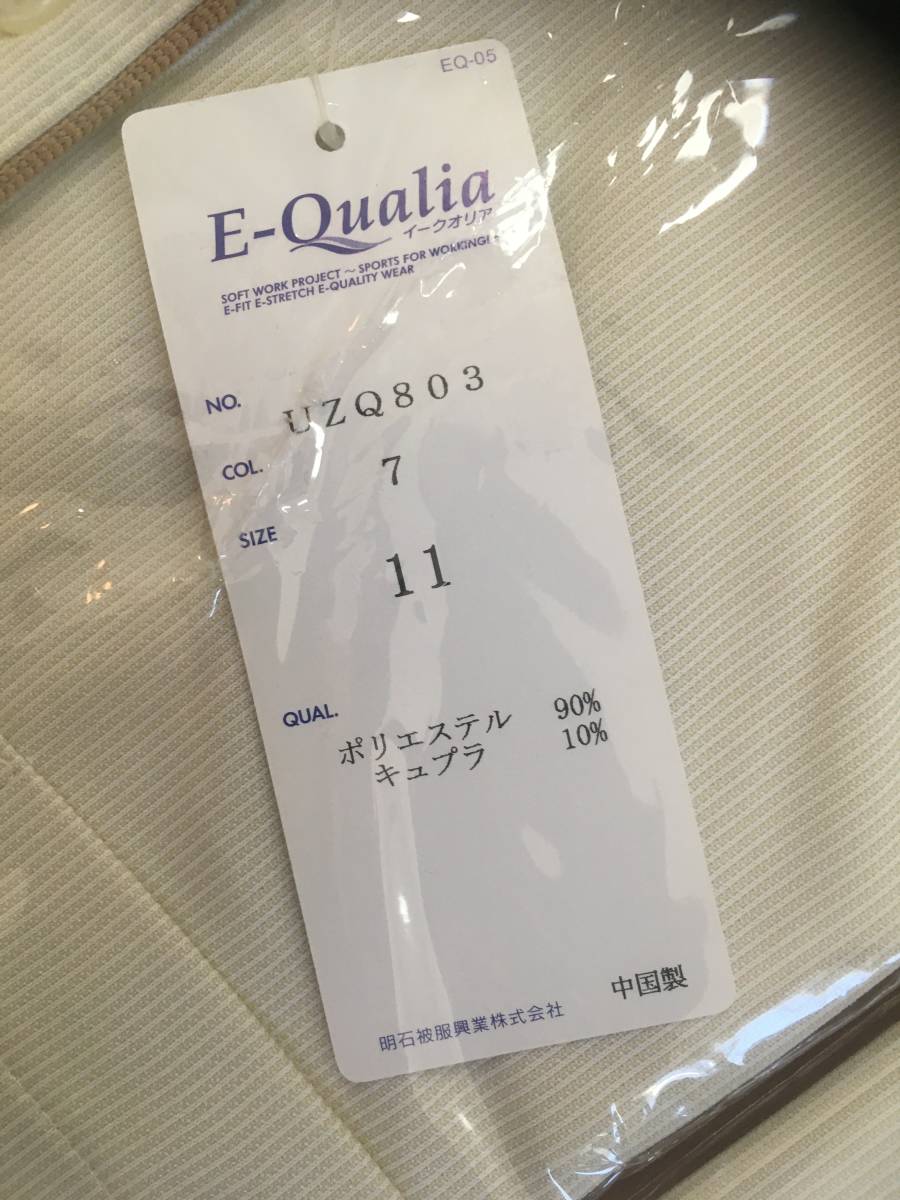 EQ-05
E-Qualia
イークオリア
SOFT WORK PROJECT ~ SPORTS FOR WORKING!
E-FIT E-STRETCH E-QUALITY WEAR
NO. UZQ803
COL. 7
SIZE 11
QUAL. ポリエステル 90%
キュプラ 10%
中国製
明石被服興業株式会社